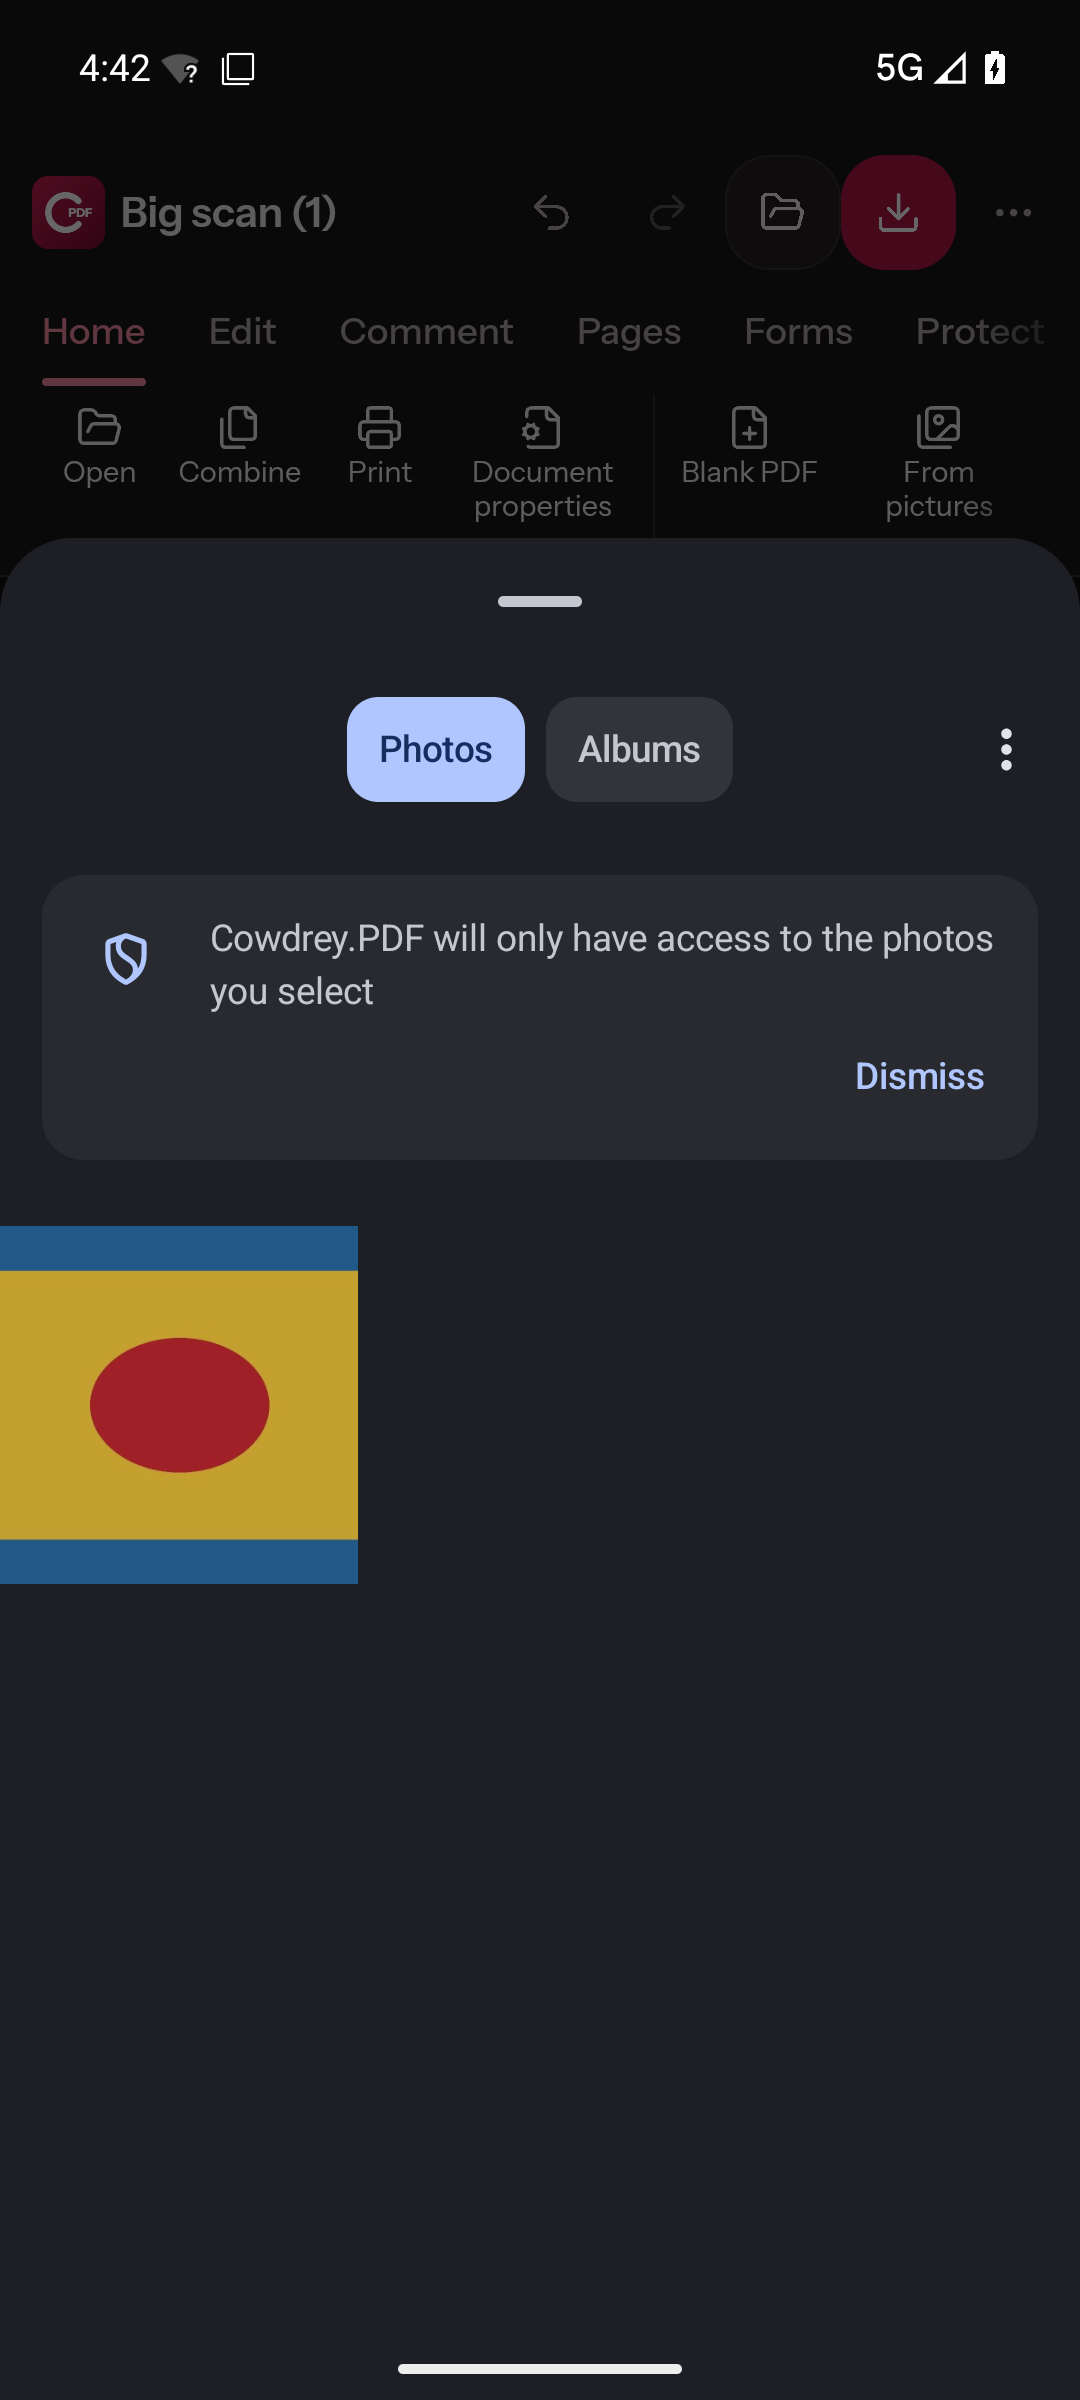 4:42
5G
PDF
Big scan (1)
Home Edit Comment Pages Forms Protect
Open Combine Print Document properties Blank PDF From pictures
Photos Albums
Cowdrey.PDF will only have access to the photos
you select
Dismiss